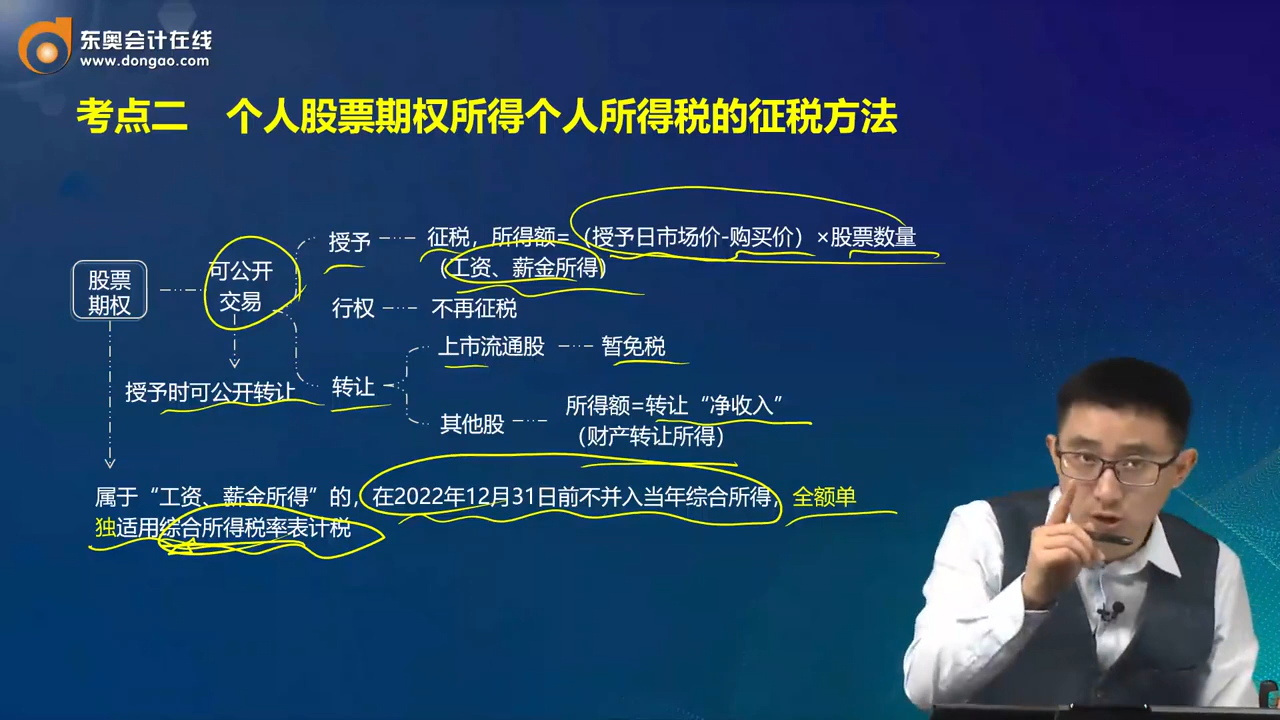 东奥会计在线
www.dongao.com
考点二 个人股票期权所得个人所得税的征税方法
股票
期权
可公开
交易
授予时可公开转让
授予
征税，所得额=（授予日市场价-购买价）×股票数量
（工资、薪金所得）
行权
不再征税
转让
上市流通股
暂免税
其他股
所得额=转让“净收入”
（财产转让所得）
属于“工资、薪金所得”的，在2022年12月31日前不并入当年综合所得，全额单
独适用综合所得税率表计税